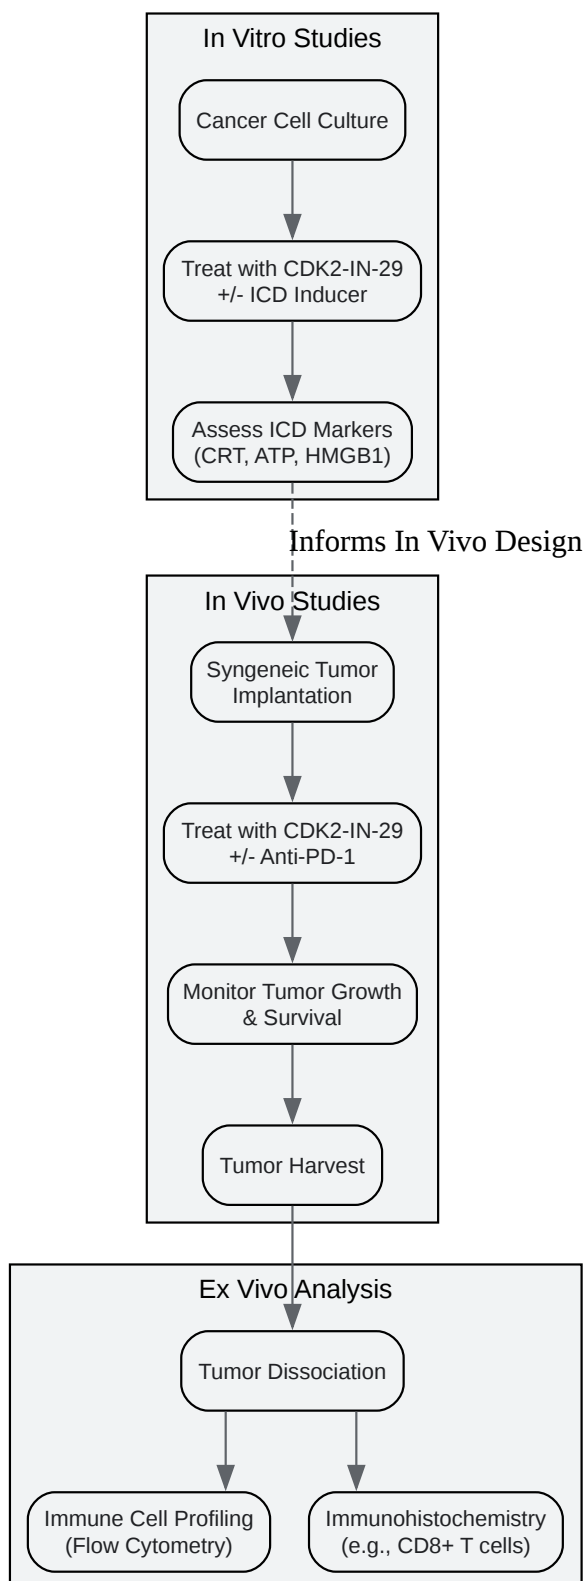 In Vitro Studies
Cancer Cell Culture
Treat with CDK2-IN-29
+/- ICD Inducer
Assess ICD Markers
(CRT, ATP, HMGB1)
Informs In Vivo Design
In Vivo Studies
Syngeneic Tumor
Implantation
Treat with CDK2-IN-29
+/- Anti-PD-1
Monitor Tumor Growth
& Survival
Tumor Harvest
Ex Vivo Analysis
Tumor Dissociation
Immune Cell Profiling
(Flow Cytometry)
Immunohistochemistry
(e.g., CD8+ T cells)